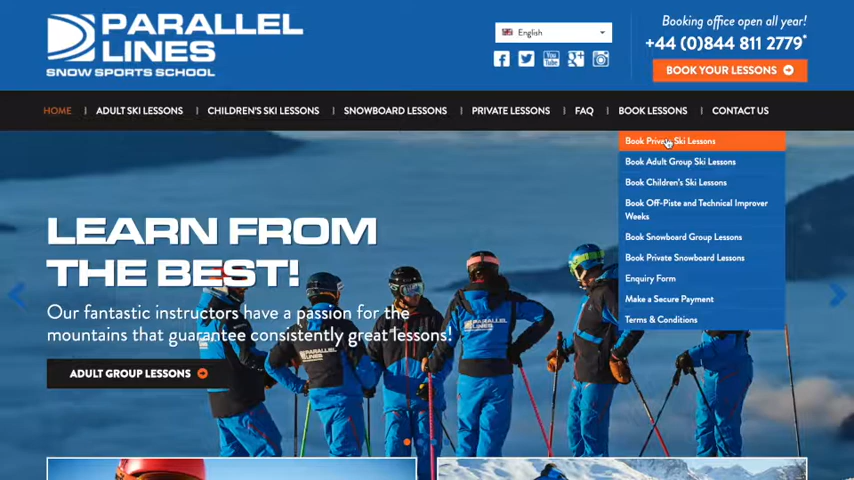 PARALLEL
LINES
SNOW SPORTS SCHOOL
English
Booking office open all year!
+44 (0)844 811 2779*
BOOK YOUR LESSONS
HOME
ADULT SKI LESSONS
CHILDREN'S SKI LESSONS
SNOWBOARD LESSONS
PRIVATE LESSONS
FAQ
BOOK LESSONS
CONTACT US
Book Private Ski Lessons
Book Adult Group Ski Lessons
Book Children's Ski Lessons
Book Off-Piste and Technical Improver
Weeks
Book Snowboard Group Lessons
Book Private Snowboard Lessons
Enquiry Form
Make a Secure Payment
Terms & Conditions
LEARN FROM
THE BEST!
Our fantastic instructors have a passion for the
mountains that guarantee consistently great lessons!
ADULT GROUP LESSONS
PARALLEL
LINES